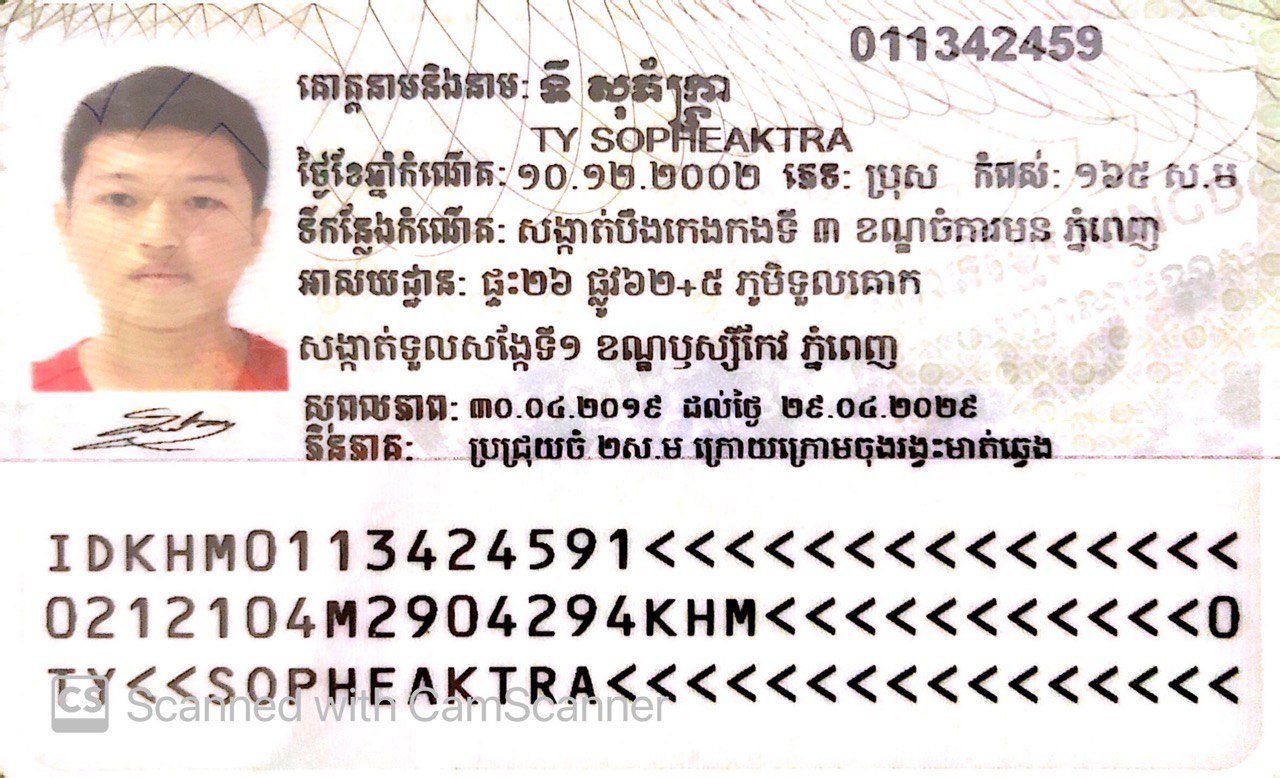 011342459
គោត្តនាមនិងនាម: ទី សុភ័ក្ត្រា
TY SOPHEAKTRA
ថ្ងៃខែឆ្នាំកំណើត: ១០.១២.២០០២ ភេទ: ប្រុស កំពស់: ១៦៥ ស.ម
ទីកន្លែងកំណើត: សង្កាត់បឹងកេងកងទី ៣ ខណ្ឌចំការមន ភ្នំពេញ
អាសយដ្ឋាន: ផ្ទះ២៦ ផ្លូវ៦២+៥ ភូមិទួលគោក
សង្កាត់ទួលសង្កែទី១ ខណ្ឌឫស្សីកែវ ភ្នំពេញ
សុពលភាព: ៣០.០៤.២០១៩ ដល់ថ្ងៃ ២៩.០៤.២០២៩
ភិនភាគ: ប្រជ្រុយចំ ២ស.ម ក្រោយក្រោមចុងរង្វះមាត់ឆ្វេង
IDKHM0113424591<<<<<<<<<<<<<<<
0212104M2904294KHM<<<<<<<<<<<0
TY<<SOPHEAKTRA<<<<<<<<<<<<<<<<
CS Scanned with CamScanner